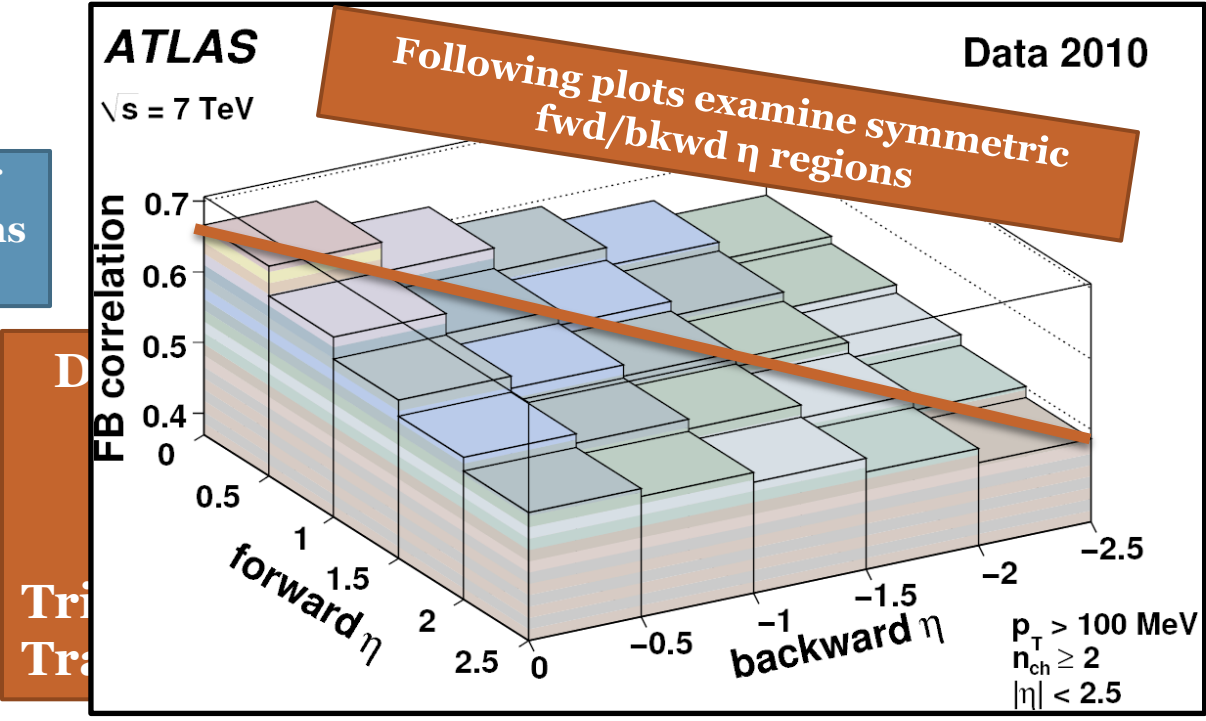 ATLAS
Data 2010
√s = 7 TeV
Following plots examine symmetric
fwd/bkwd η regions
FB correlation
0.7
0.6
0.5
0.4
0
0.5
1
1.5
2
2.5
forward η
0
−0.5
−1
−1.5
−2
−2.5
backward η
pT > 100 MeV
nch ≥ 2
|η| < 2.5